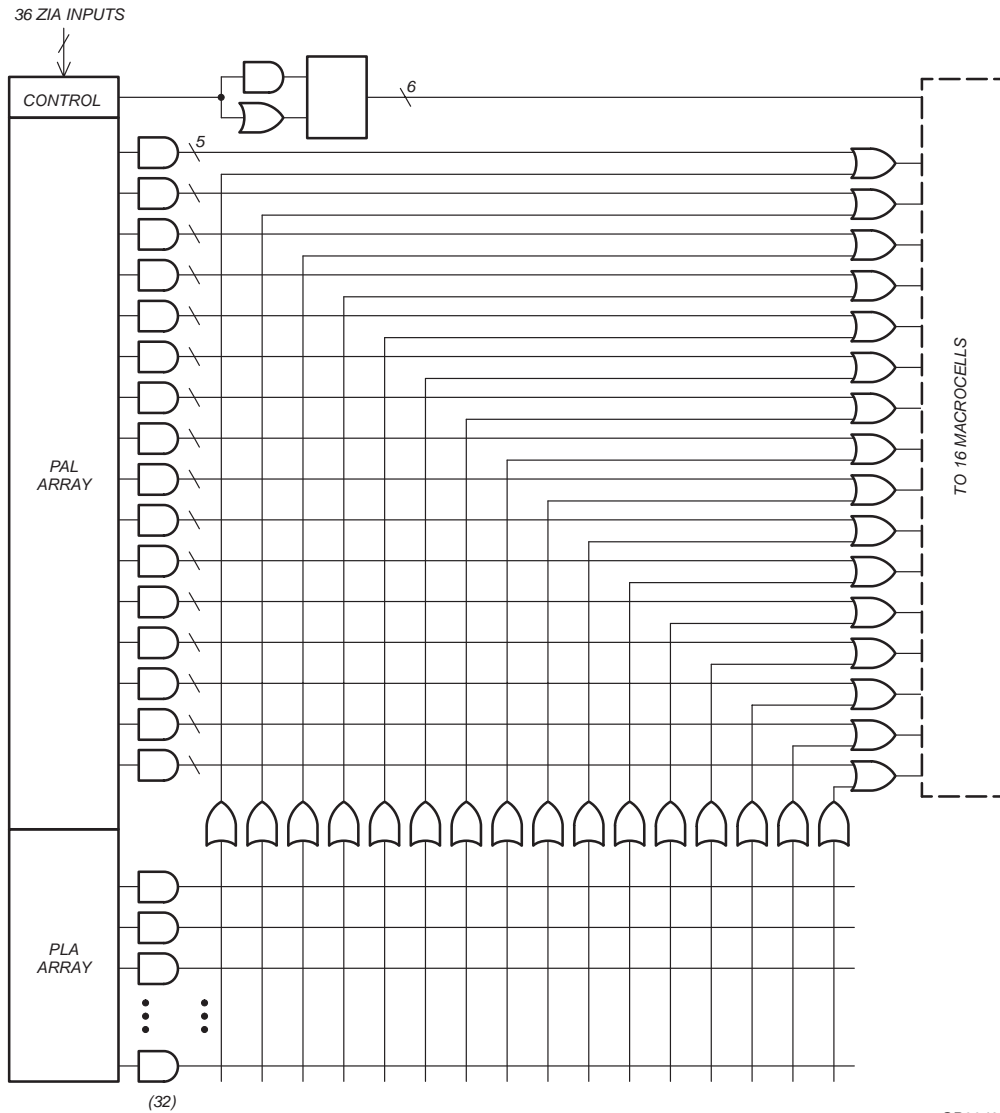 36 ZIA INPUTS
CONTROL
6
5
PAL
ARRAY
TO 16 MACROCELLS
PLA
ARRAY
(32)